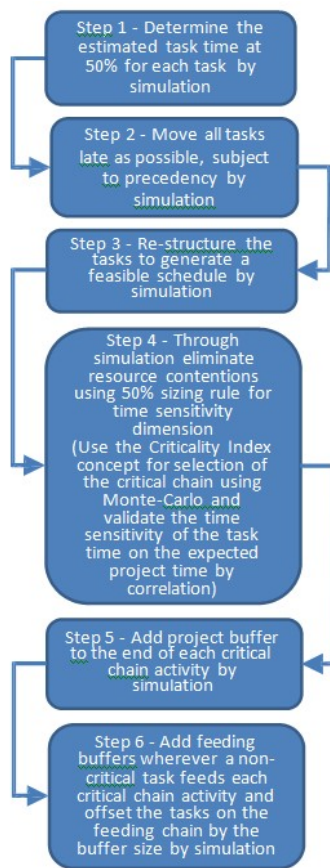 Step 1 - Determine the
estimated task time at
50% for each task by
simulation
Step 2 - Move all tasks
late as possible, subject
to precedency by
simulation
Step 3 - Re-structure the
tasks to generate a
feasible schedule by
simulation
Step 4 - Through
simulation eliminate
resource contentions
using 50% sizing rule for
time sensitivity
dimension
(Use the Criticality Index
concept for selection of
the critical chain using
Monte-Carlo and
validate the time
sensitivity of the task
time on the expected
project time by
correlation)
Step 5 - Add project buffer
to the end of each critical
chain activity by
simulation
Step 6 - Add feeding
buffers wherever a non-
critical task feeds each
critical chain activity and
offset the tasks on the
feeding chain by the
buffer size by simulation